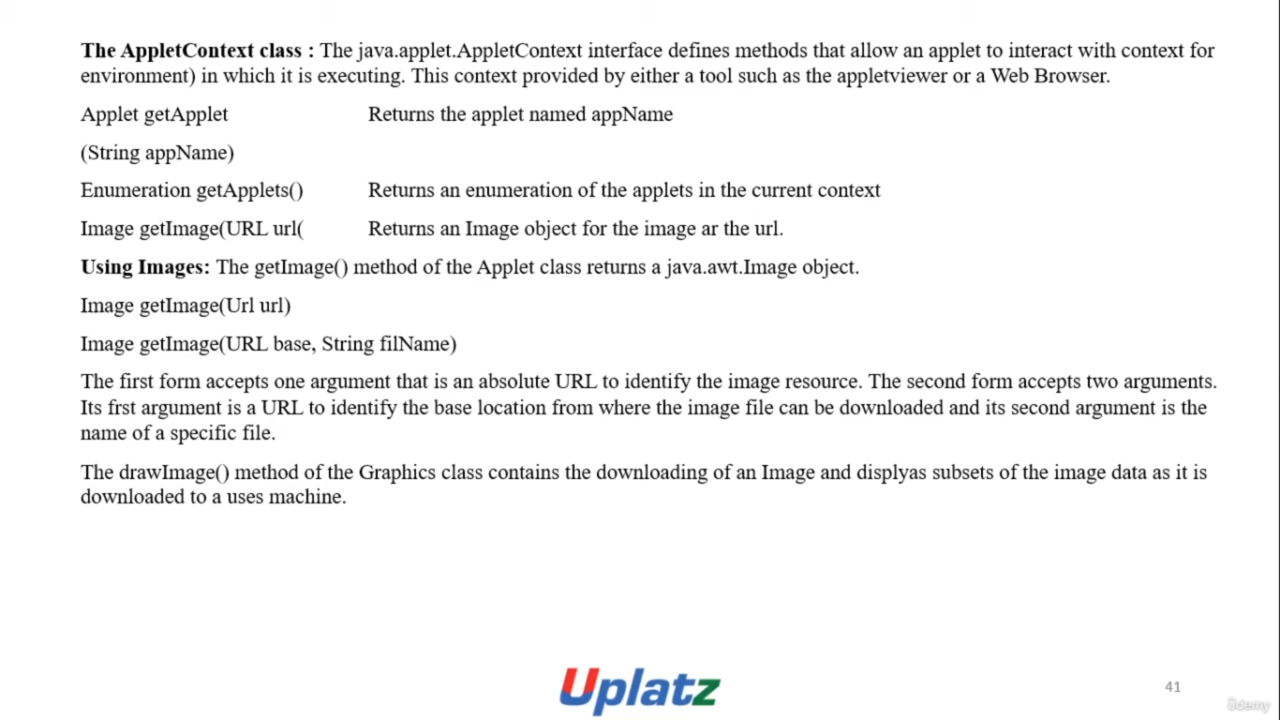 The AppletContext class : The java.applet.AppletContext interface defines methods that allow an applet to interact with context for
environment) in which it is executing. This context provided by either a tool such as the appletviewer or a Web Browser.
Applet getApplet Returns the applet named appName
(String appName)
Enumeration getApplets() Returns an enumeration of the applets in the current context
Image getImage(URL url( Returns an Image object for the image ar the url.
Using Images: The getImage() method of the Applet class returns a java.awt.Image object.
Image getImage(Url url)
Image getImage(URL base, String filName)
The first form accepts one argument that is an absolute URL to identify the image resource. The second form accepts two arguments.
Its frst argument is a URL to identify the base location from where the image file can be downloaded and its second argument is the
name of a specific file.
The drawImage() method of the Graphics class contains the downloading of an Image and displyas subsets of the image data as it is
downloaded to a uses machine.
Uplatz
41
ûdemy